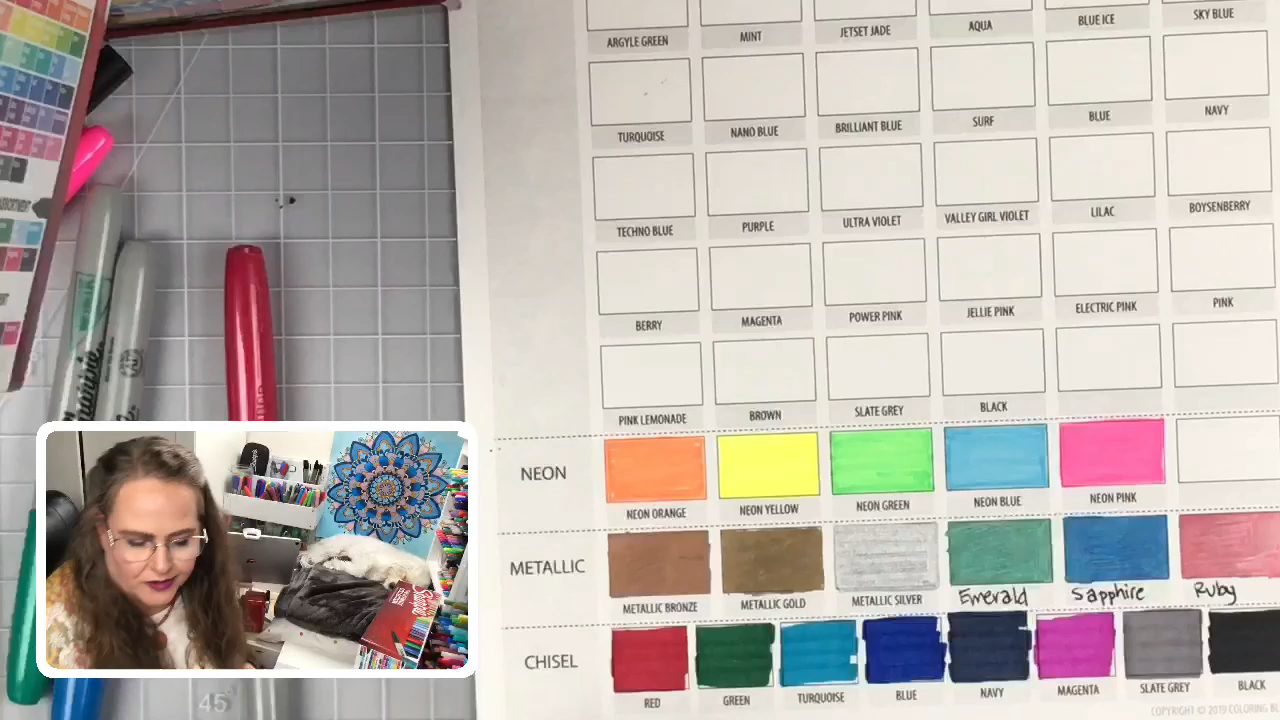 ARGYLE GREEN MINT JETSET JADE AQUA BLUE ICE SKY BLUE
TURQUOISE NANO BLUE BRILLIANT BLUE SURF BLUE NAVY
TECHNO BLUE PURPLE ULTRA VIOLET VALLEY GIRL VIOLET LILAC BOYSENBERRY
BERRY MAGENTA POWER PINK JELLIE PINK ELECTRIC PINK PINK
PINK LEMONADE BROWN SLATE GREY BLACK
NEON
NEON ORANGE NEON YELLOW NEON GREEN NEON BLUE NEON PINK
METALLIC
METALLIC BRONZE METALLIC GOLD METALLIC SILVER Emerald Sapphire Ruby
CHISEL
RED GREEN TURQUOISE BLUE NAVY MAGENTA SLATE GREY BLACK
COPYRIGHT © 2019 COLORING BL
45°
Sharpie